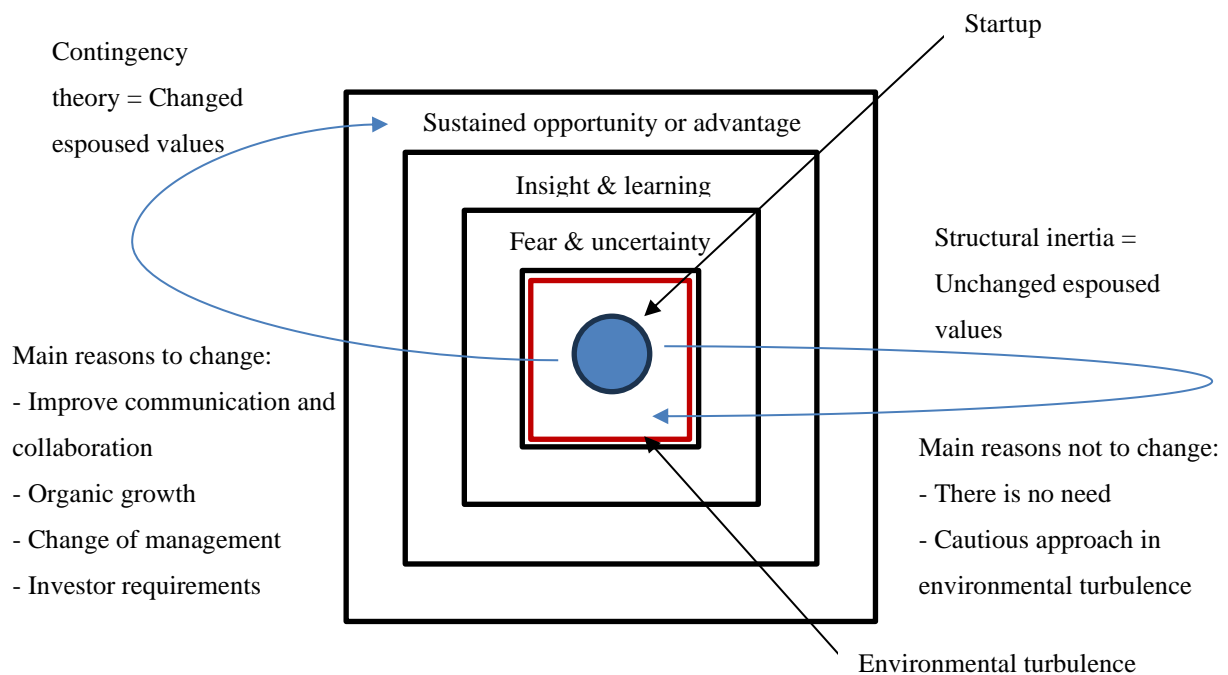 Startup
Contingency
theory = Changed
espoused values
Sustained opportunity or advantage
Insight & learning
Fear & uncertainty
Structural inertia =
Unchanged espoused
values
Main reasons to change:
- Improve communication and
collaboration
- Organic growth
- Change of management
- Investor requirements
Main reasons not to change:
- There is no need
- Cautious approach in
environmental turbulence
Environmental turbulence